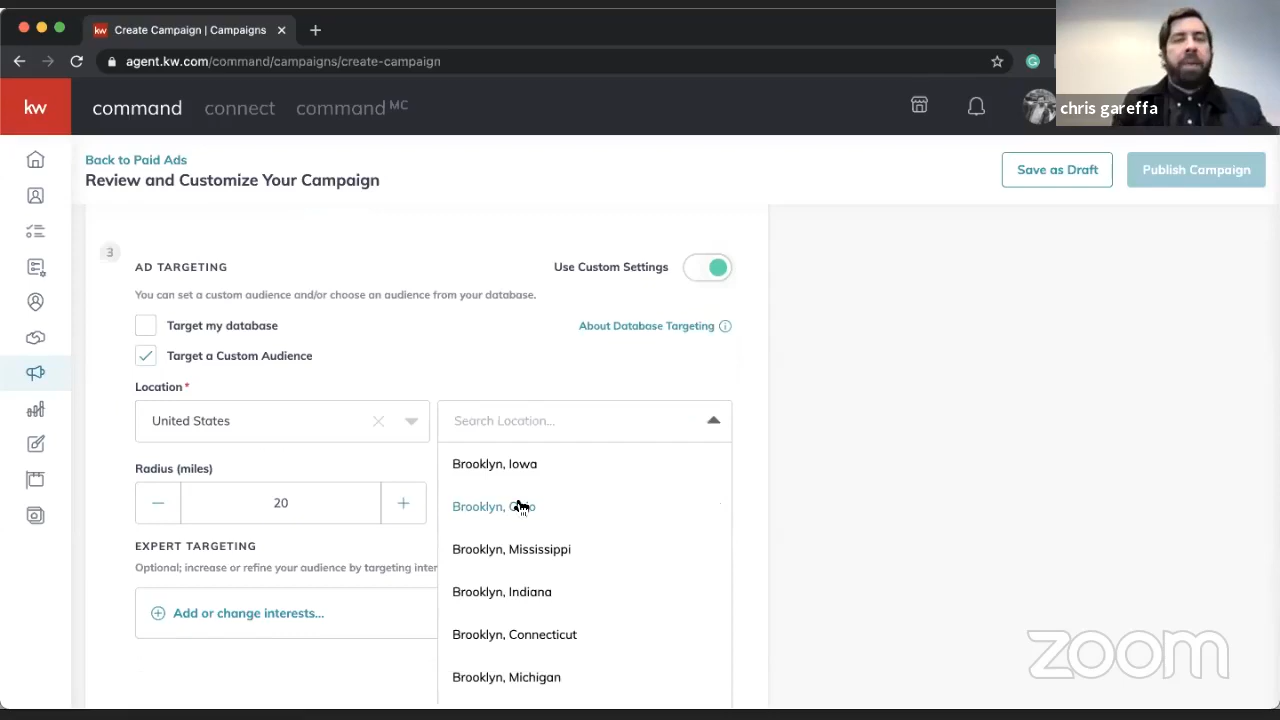 kw
Create Campaign | Campaigns
agent.kw.com/command/campaigns/create-campaign
kw
command
connect
command MC
chris gareffa
Back to Paid Ads
Review and Customize Your Campaign
Save as Draft
Publish Campaign
3
AD TARGETING
Use Custom Settings
You can set a custom audience and/or choose an audience from your database.
Target my database
About Database Targeting
Target a Custom Audience
Location*
United States
Search Location...
Brooklyn, Iowa
Radius (miles)
20
Brooklyn,
Brooklyn, Mississippi
EXPERT TARGETING
Optional; increase or refine your audience by targeting inter
Brooklyn, Indiana
Add or change interests...
Brooklyn, Connecticut
Brooklyn, Michigan
zoom